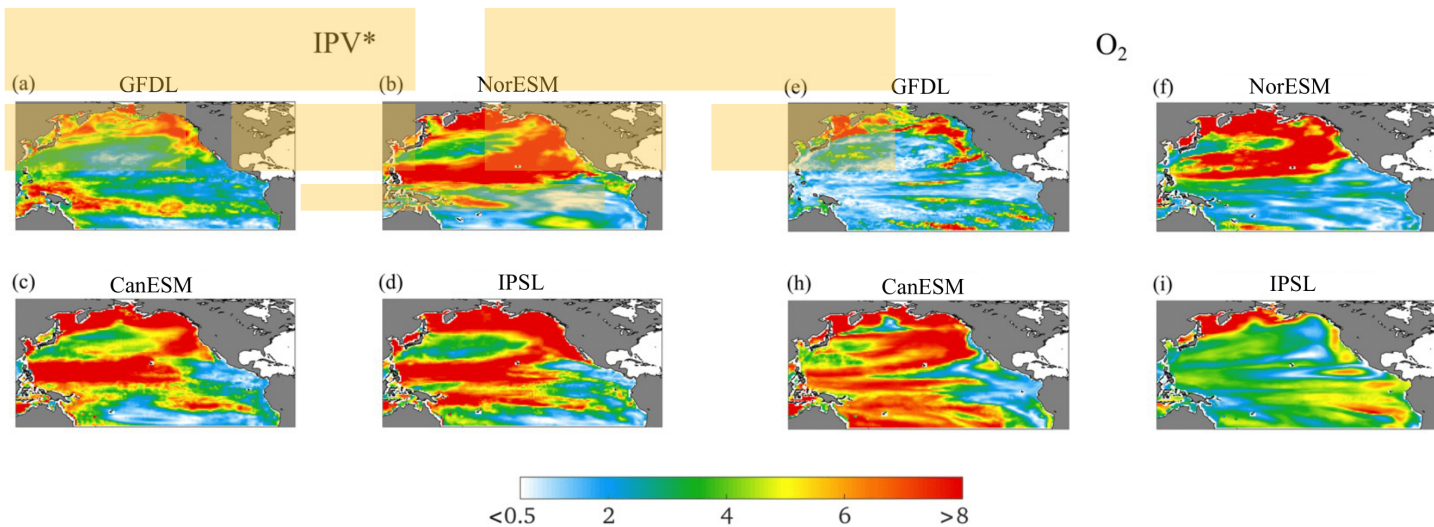 IPV* O₂
(a) GFDL (b) NorESM (e) GFDL (f) NorESM
(c) CanESM (d) IPSL (h) CanESM (i) IPSL
<0.5 2 4 6 >8